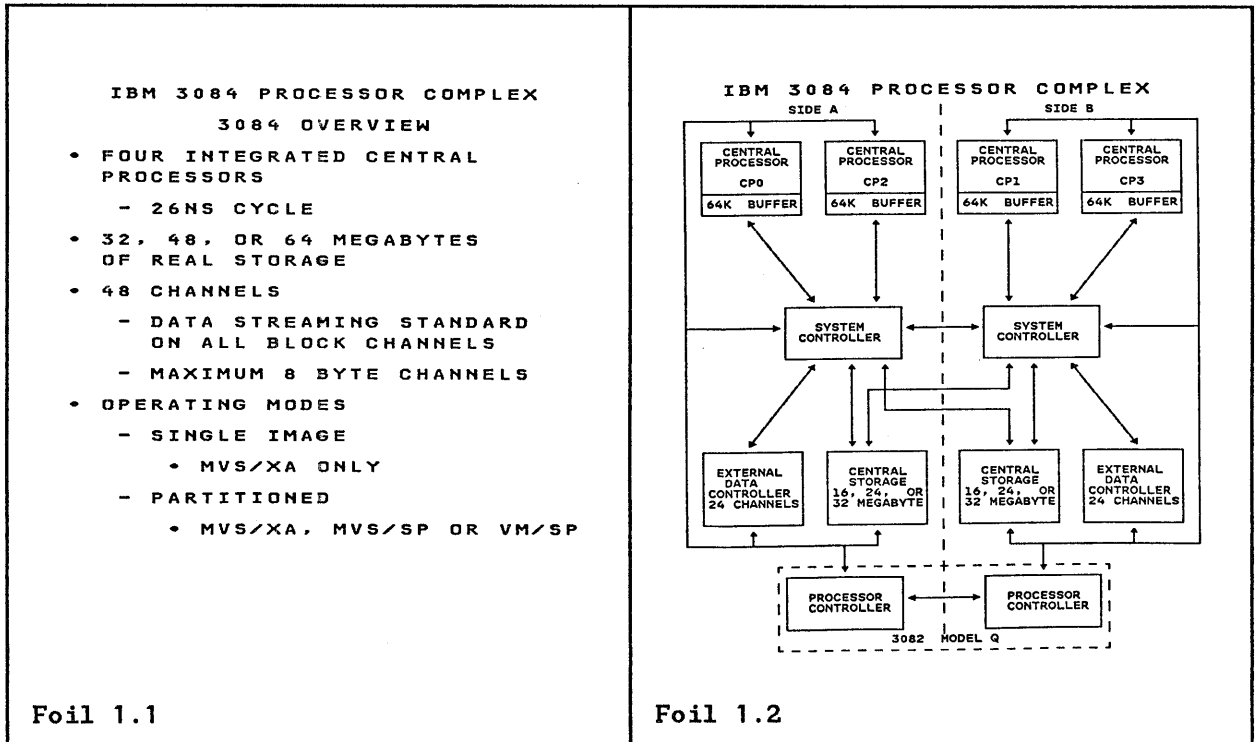 IBM 3084 PROCESSOR COMPLEX
3084 OVERVIEW
• FOUR INTEGRATED CENTRAL
PROCESSORS
- 26NS CYCLE
• 32, 48, OR 64 MEGABYTES
OF REAL STORAGE
• 48 CHANNELS
- DATA STREAMING STANDARD
ON ALL BLOCK CHANNELS
- MAXIMUM 8 BYTE CHANNELS
• OPERATING MODES
- SINGLE IMAGE
• MVS/XA ONLY
- PARTITIONED
• MVS/XA, MVS/SP OR VM/SP
Foil 1.1
IBM 3084 PROCESSOR COMPLEX
SIDE A
SIDE B
CENTRAL
PROCESSOR
CP0
64K BUFFER
CENTRAL
PROCESSOR
CP2
64K BUFFER
CENTRAL
PROCESSOR
CP1
64K BUFFER
CENTRAL
PROCESSOR
CP3
64K BUFFER
SYSTEM
CONTROLLER
SYSTEM
CONTROLLER
EXTERNAL
DATA
CONTROLLER
24 CHANNELS
CENTRAL
STORAGE
16, 24, OR
32 MEGABYTE
CENTRAL
STORAGE
16, 24, OR
32 MEGABYTE
EXTERNAL
DATA
CONTROLLER
24 CHANNELS
PROCESSOR
CONTROLLER
PROCESSOR
CONTROLLER
3082 MODEL Q
Foil 1.2